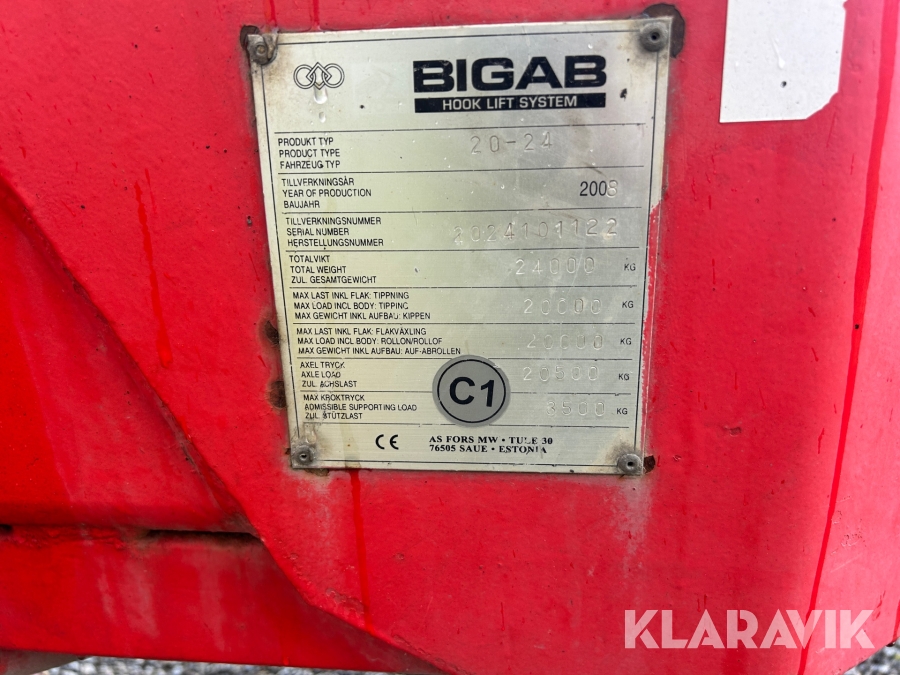 BIGAB
HOOK LIFT SYSTEM
PRODUKT TYP
PRODUCT TYPE
FAHRZEUG TYP
20-24
TILLVERKNINGSÅR
YEAR OF PRODUCTION
BAUJAHR
2008
TILLVERKNINGSNUMMER
SERIAL NUMBER
HERSTELLUNGSNUMMER
2024101122
TOTALVIKT
TOTAL WEIGHT
ZUL. GESAMTGEWICHT
24000 KG
MAX LAST INKL FLAK: TIPPNING
MAX LOAD INCL BODY: TIPPING
MAX GEWICHT INKL AUFBAU: KIPPEN
20000 KG
MAX LAST INKL FLAK: FLAKVÄXLING
MAX LOAD INCL BODY: ROLLON/ROLLOF
MAX GEWICHT INKL AUFBAU: AUF-ABROLLEN
20000 KG
AXEL TRYCK
AXLE LOAD
ZUL. ACHSLAST
20500 KG
MAX KROKTRYCK
ADMISSIBLE SUPPORTING LOAD
ZUL. STÜTZLAST
3500 KG
C1
CE
AS FORS MW • TULE 30
76505 SAUE • ESTONIA
KLARAVIK